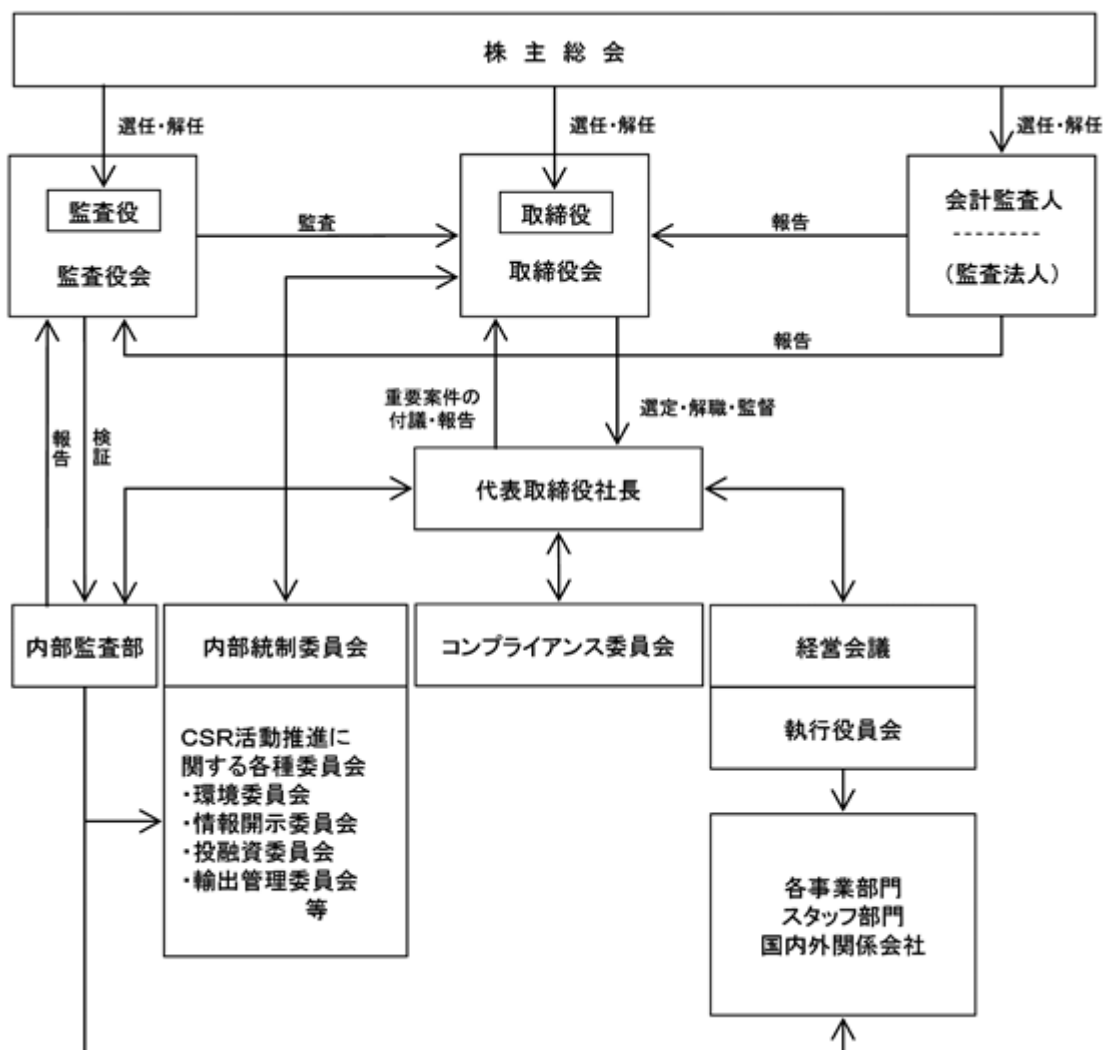 株主総会
選任・解任
選任・解任
選任・解任
監査役
監査役会
監査
取締役
取締役会
報告
会計監査人
--------
（監査法人）
報告
報告
検証
重要案件の
付議・報告
選定・解職・監督
代表取締役社長
内部監査部
内部統制委員会
コンプライアンス委員会
経営会議
執行役員会
CSR活動推進に
関する各種委員会
・環境委員会
・情報開示委員会
・投融資委員会
・輸出管理委員会
等
各事業部門
スタッフ部門
国内外関係会社